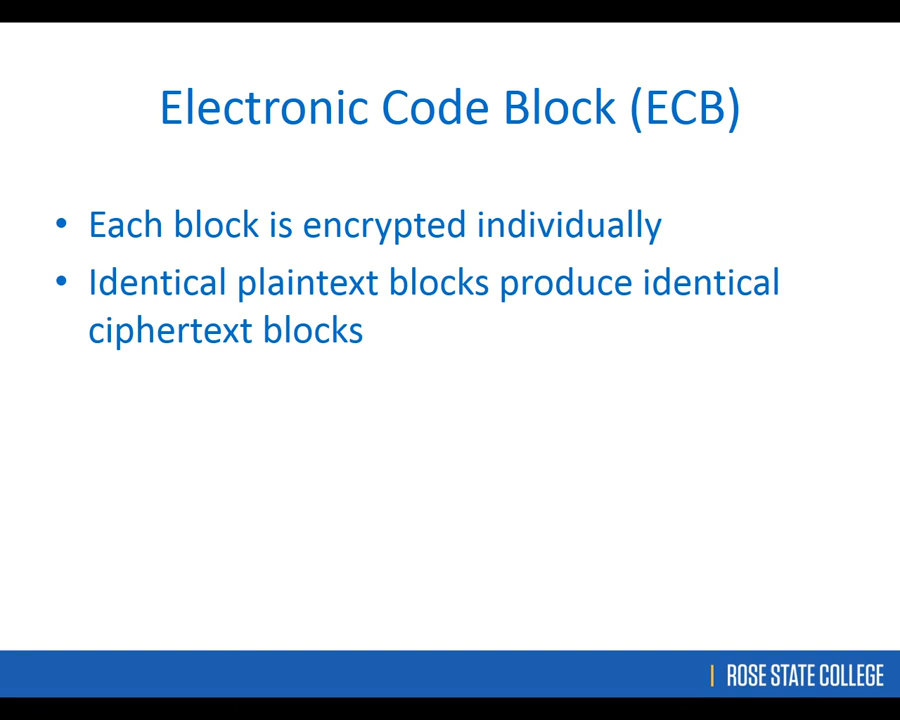 Electronic Code Block (ECB)
• Each block is encrypted individually
• Identical plaintext blocks produce identical
ciphertext blocks
ROSE STATE COLLEGE